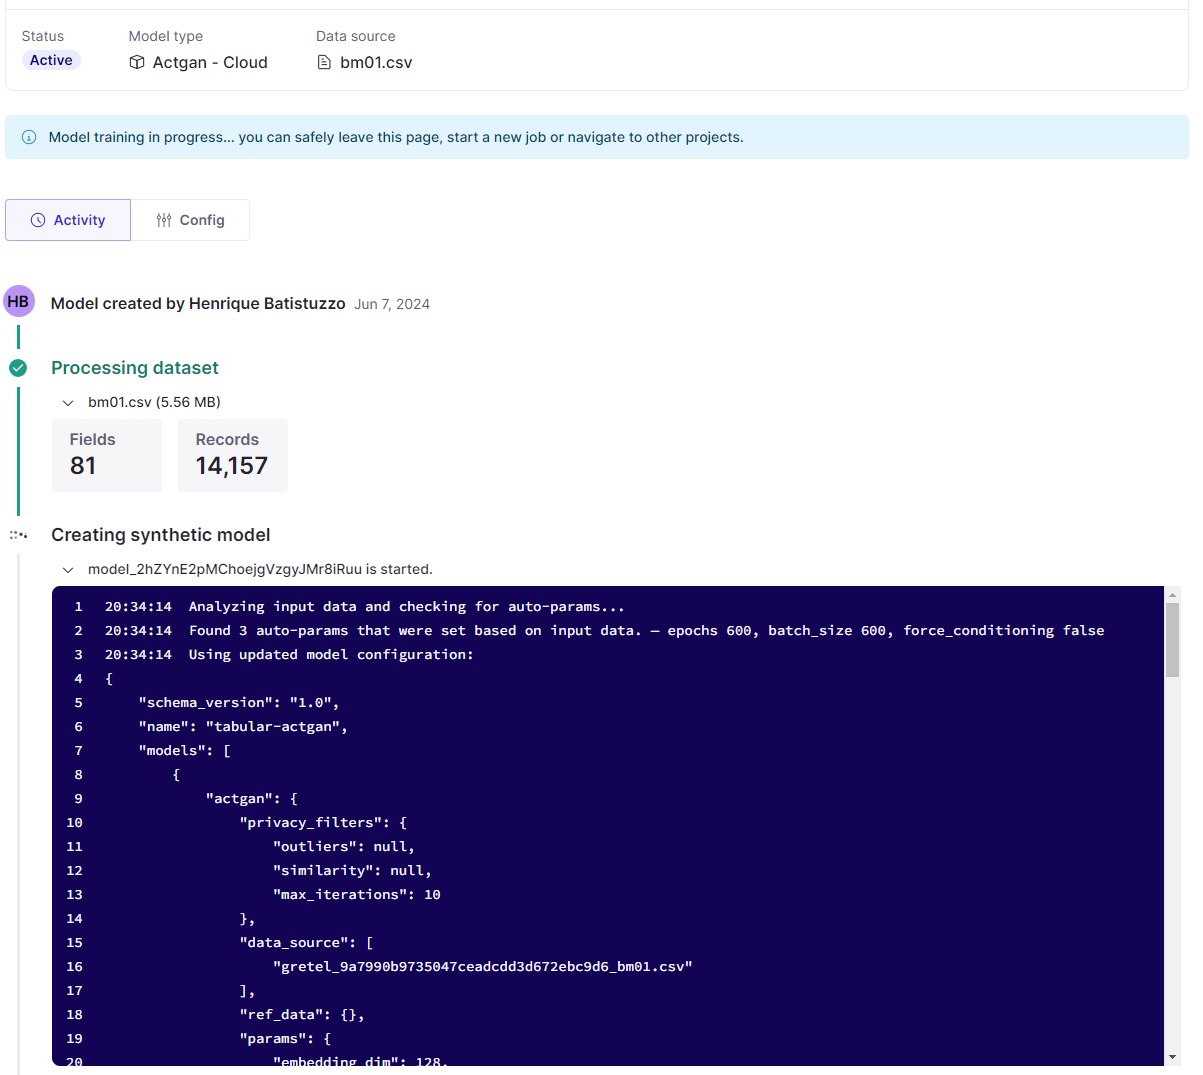 Status Model type Data source
Active Actgan - Cloud bm01.csv
Model training in progress... you can safely leave this page, start a new job or navigate to other projects.
Activity Config
HB Model created by Henrique Batistuzzo Jun 7, 2024
Processing dataset
bm01.csv (5.56 MB)
Fields Records
81 14,157
Creating synthetic model
model_2hZYnE2pMChoejgVzgyJMr8iRuu is started.
1 20:34:14 Analyzing input data and checking for auto-params...
2 20:34:14 Found 3 auto-params that were set based on input data. — epochs 600, batch_size 600, force_conditioning false
3 20:34:14 Using updated model configuration:
4 {
5 "schema_version": "1.0",
6 "name": "tabular-actgan",
7 "models": [
8 {
9 "actgan": {
10 "privacy_filters": {
11 "outliers": null,
12 "similarity": null,
13 "max_iterations": 10
14 },
15 "data_source": [
16 "gretel_9a7990b9735047ceadcdd3d672ebc9d6_bm01.csv"
17 ],
18 "ref_data": {},
19 "params": {
20 "embedding_dim": 128,